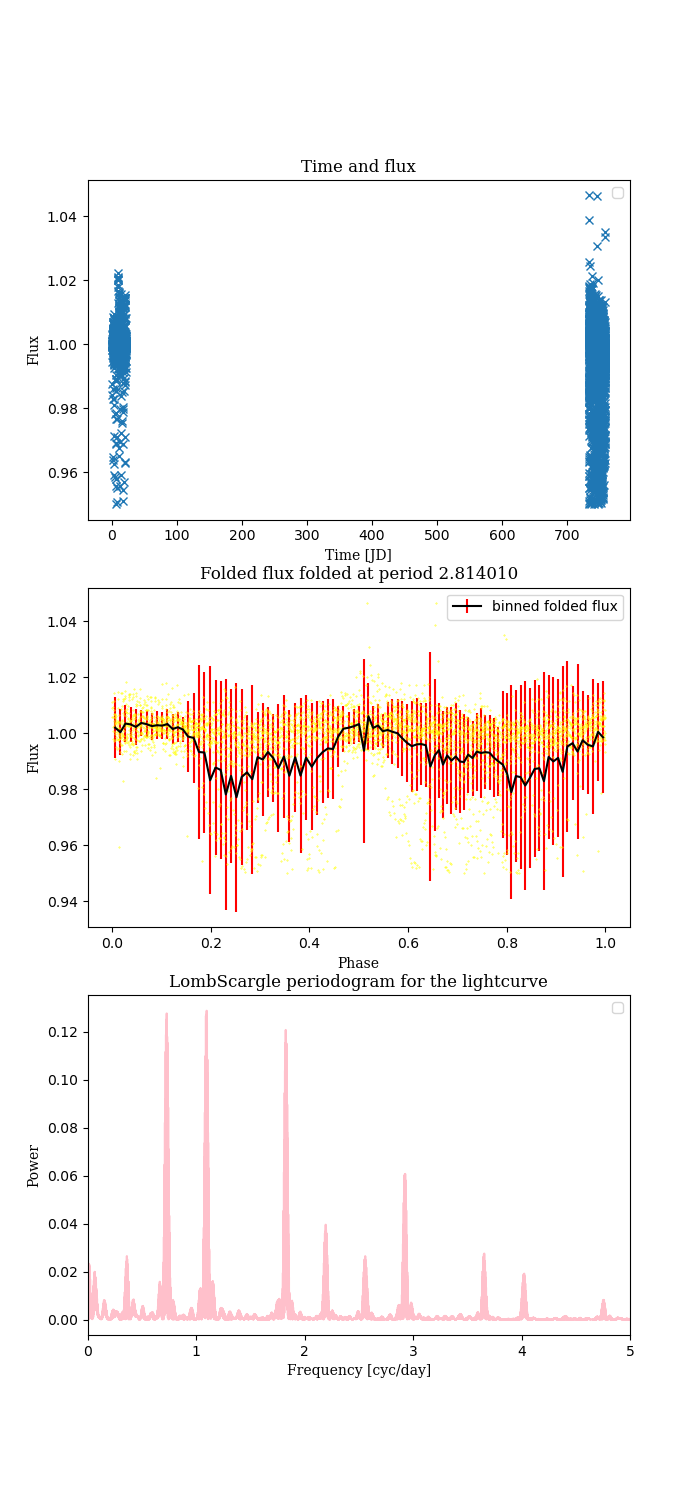 Time and flux
1.04
1.02
1.00
0.98
0.96
Flux
0 100 200 300 400 500 600 700
Time [JD]
Folded flux folded at period 2.814010
binned folded flux
1.04
1.02
1.00
0.98
0.96
0.94
Flux
0.0 0.2 0.4 0.6 0.8 1.0
Phase
LombScargle periodogram for the lightcurve
0.12
0.10
0.08
0.06
0.04
0.02
0.00
Power
0 1 2 3 4 5
Frequency [cyc/day]